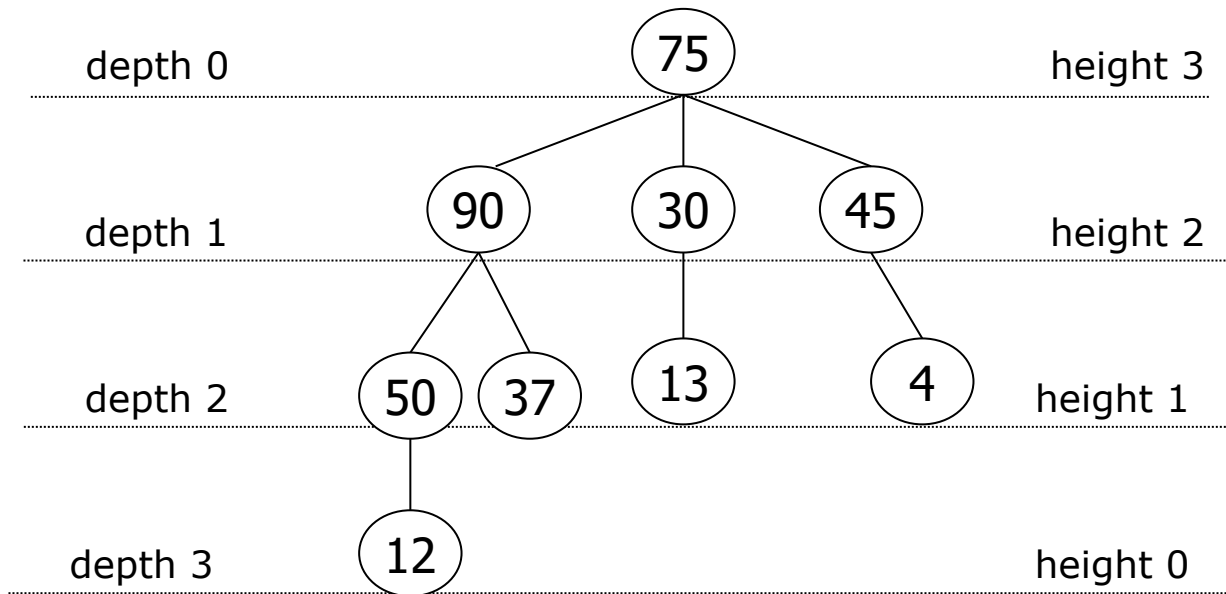 depth 0 75 height 3
depth 1 90 30 45 height 2
depth 2 50 37 13 4 height 1
depth 3 12 height 0